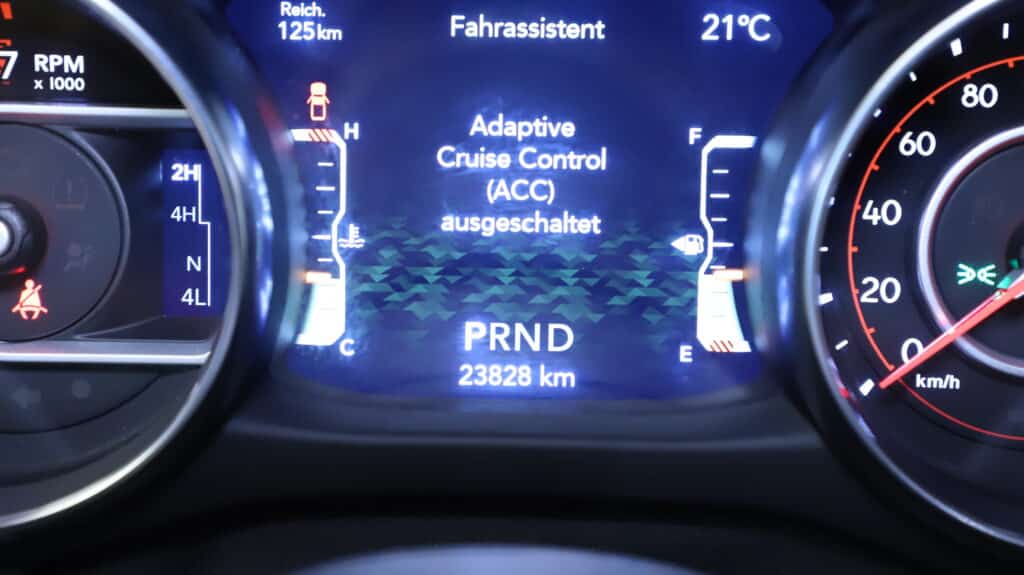 Reich.
125 km
Fahrassistent
21°C
7
RPM
x 1000
H
Adaptive
Cruise Control
(ACC)
ausgeschaltet
F
2H
4H
N
4L
C
PRND
E
23828 km
80
60
40
20
0
km/h